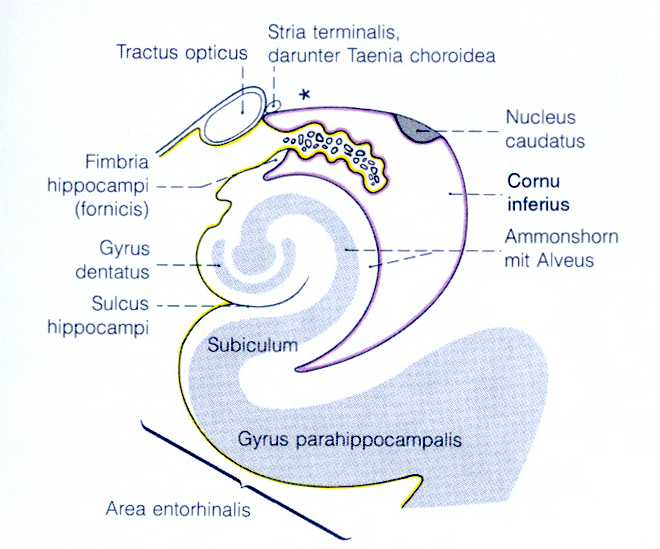 Stria terminalis,
Tractus opticus
darunter Taenia choroidea
*
Nucleus
caudatus
Fimbria
hippocampi
(fornicis)
Cornu
inferius
Ammonshorn
mit Alveus
Gyrus
dentatus
Sulcus
hippocampi
Subiculum
Gyrus parahippocampalis
Area entorhinalis